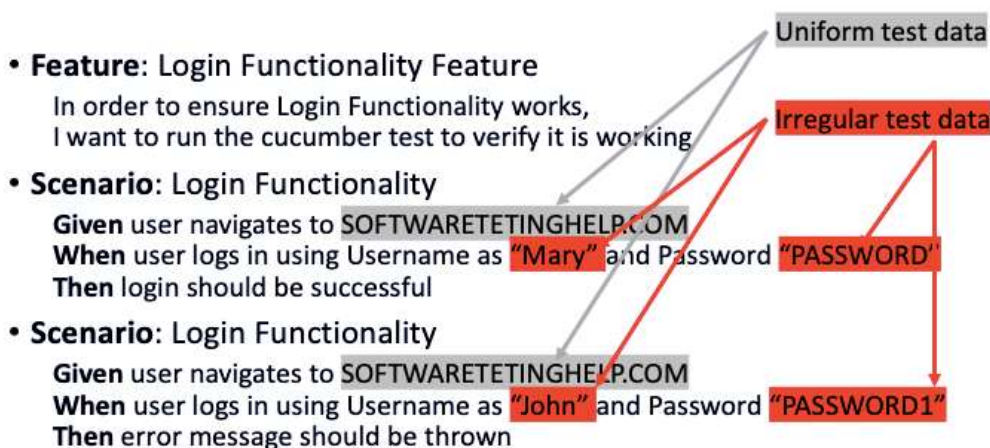 Uniform test data
• Feature: Login Functionality Feature
In order to ensure Login Functionality works,
I want to run the cucumber test to verify it is working
Irregular test data
• Scenario: Login Functionality
Given user navigates to SOFTWARETETINGHELP.COM
When user logs in using Username as “Mary” and Password “PASSWORD”
Then login should be successful
• Scenario: Login Functionality
Given user navigates to SOFTWARETETINGHELP.COM
When user logs in using Username as “John” and Password “PASSWORD1”
Then error message should be thrown